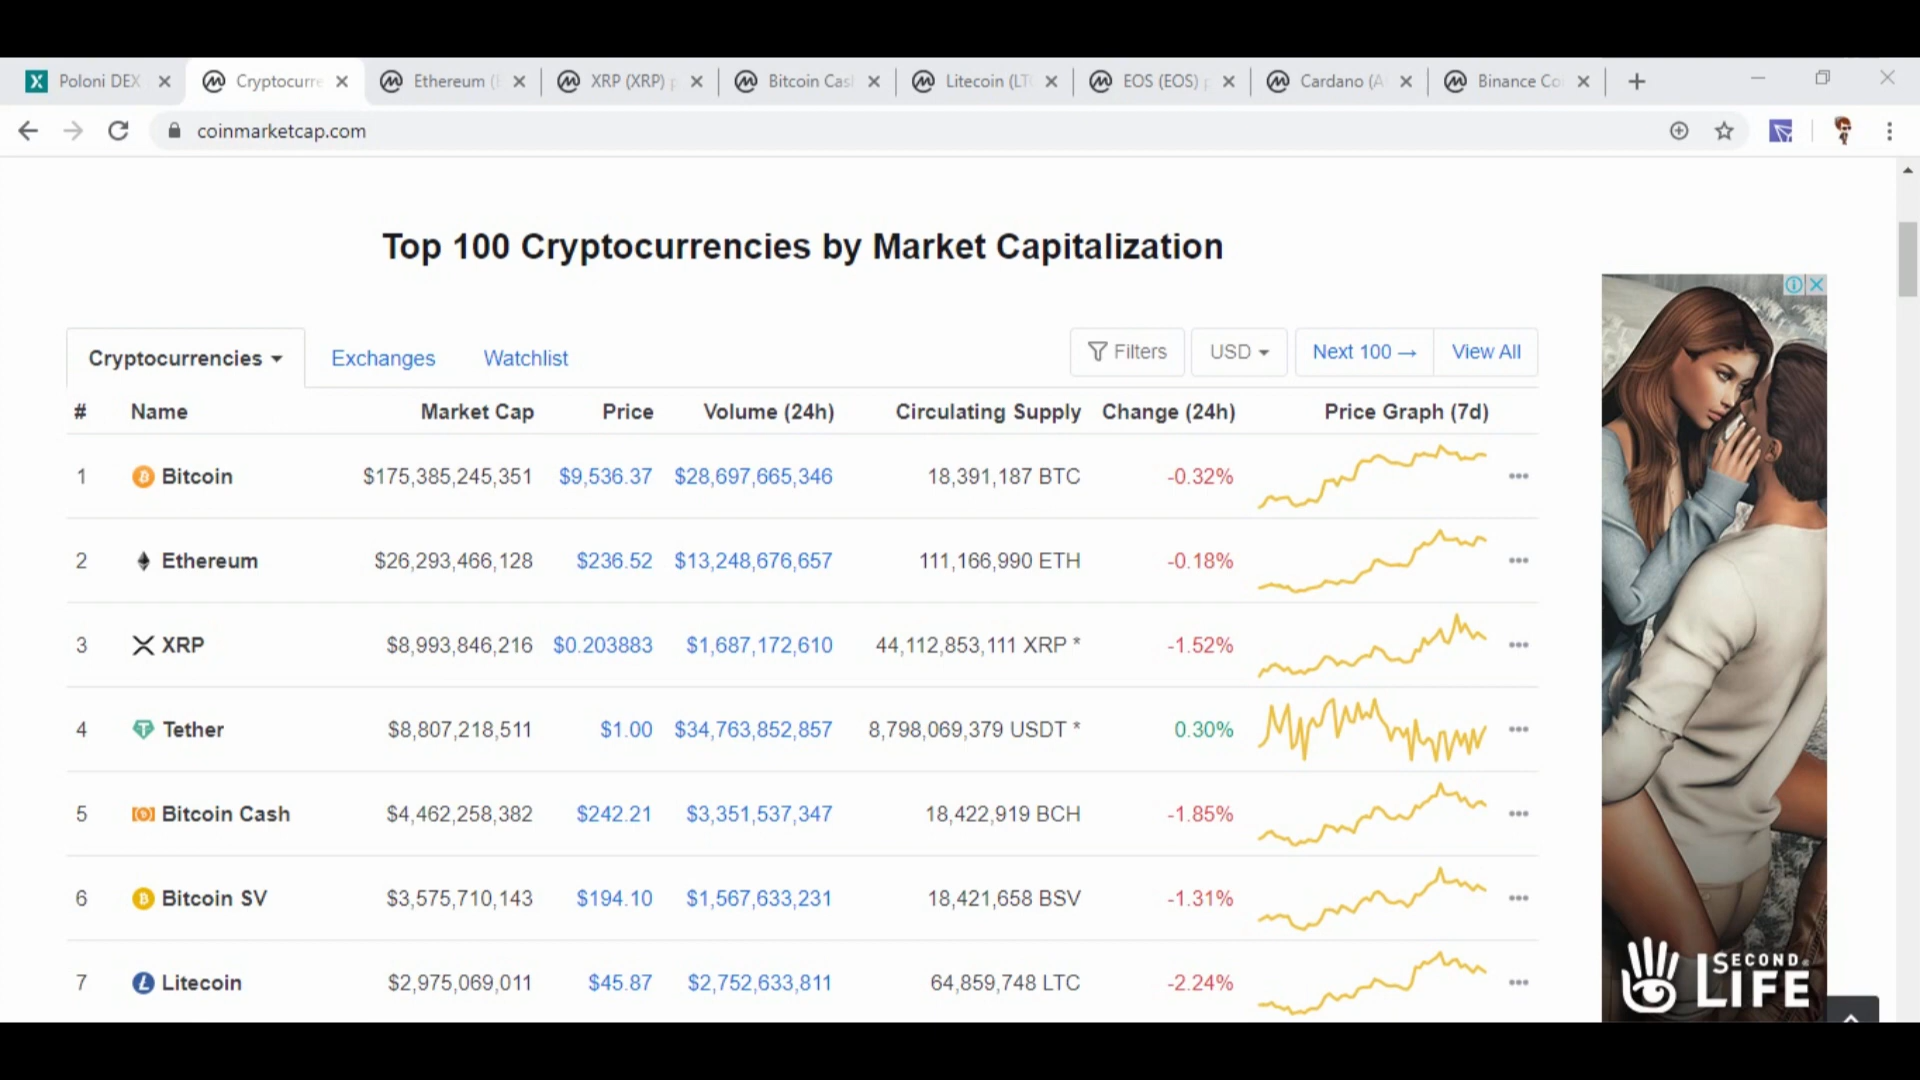 Poloni DEX
Cryptocurre
Ethereum (E
XRP (XRP) p
Bitcoin Cas
Litecoin (LT
EOS (EOS) p
Cardano (A
Binance Co
coinmarketcap.com
Top 100 Cryptocurrencies by Market Capitalization
Cryptocurrencies Exchanges Watchlist Filters USD Next 100 → View All
# Name Market Cap Price Volume (24h) Circulating Supply Change (24h) Price Graph (7d)
1 Bitcoin $175,385,245,351 $9,536.37 $28,697,665,346 18,391,187 BTC -0.32%
2 Ethereum $26,293,466,128 $236.52 $13,248,676,657 111,166,990 ETH -0.18%
3 XRP $8,993,846,216 $0.203883 $1,687,172,610 44,112,853,111 XRP * -1.52%
4 Tether $8,807,218,511 $1.00 $34,763,852,857 8,798,069,379 USDT * 0.30%
5 Bitcoin Cash $4,462,258,382 $242.21 $3,351,537,347 18,422,919 BCH -1.85%
6 Bitcoin SV $3,575,710,143 $194.10 $1,567,633,231 18,421,658 BSV -1.31%
7 Litecoin $2,975,069,011 $45.87 $2,752,633,811 64,859,748 LTC -2.24%
SECOND
LIFE